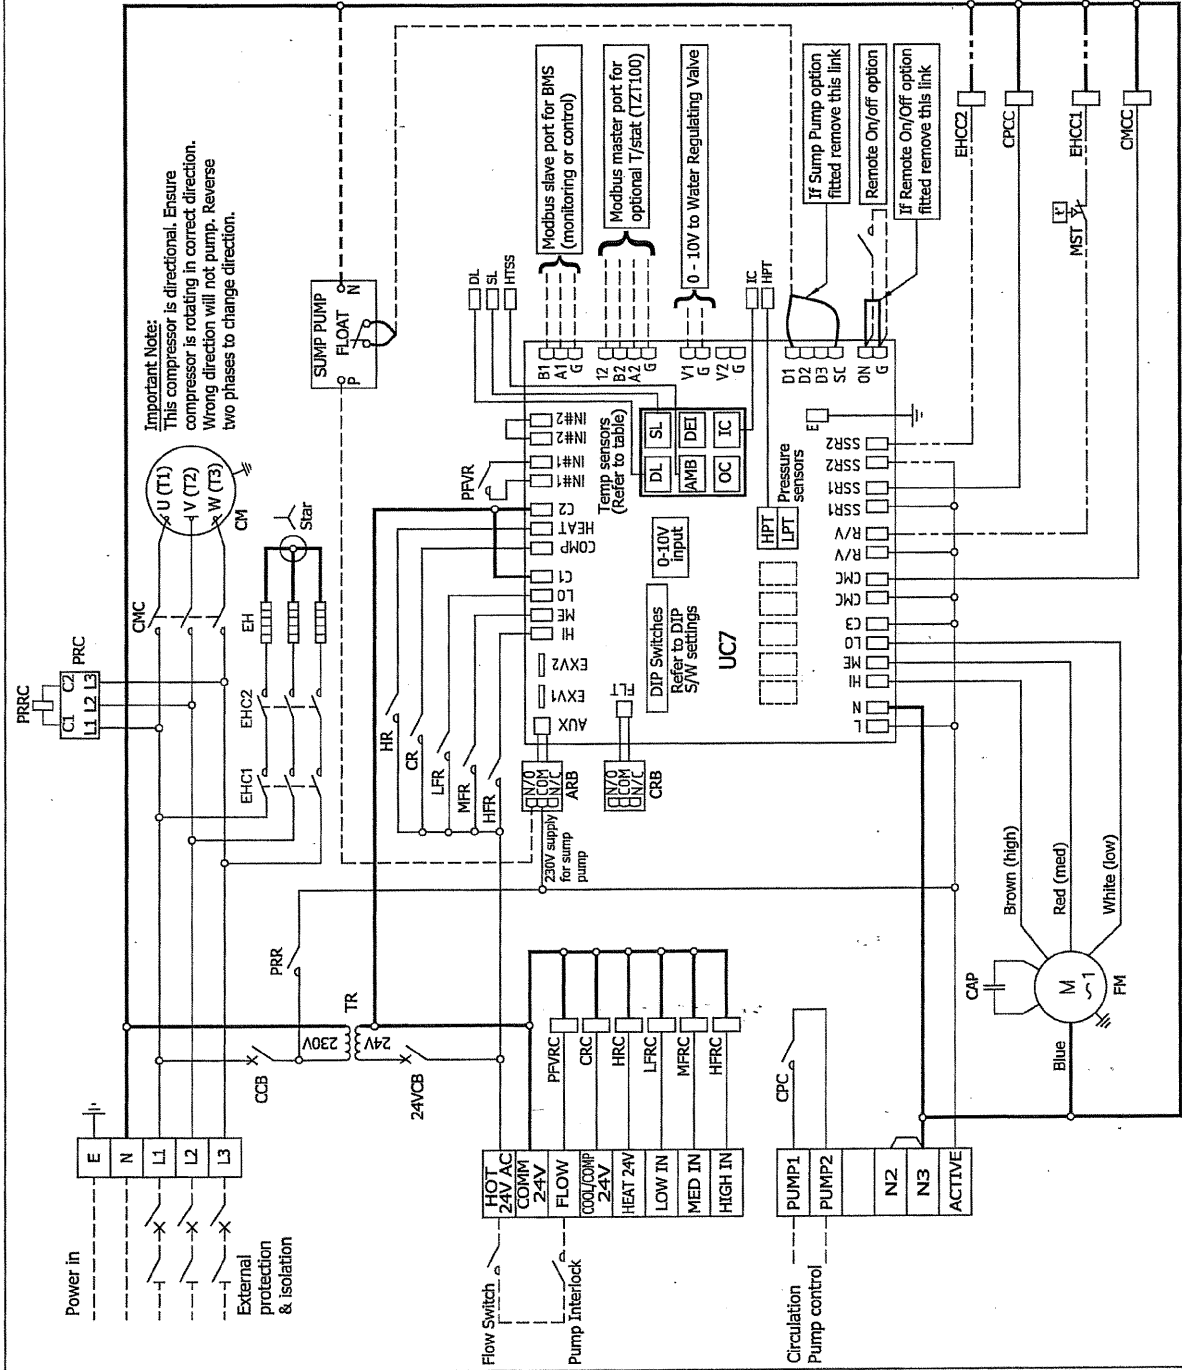 Important Note:
This compressor is directional. Ensure
compressor is rotating in correct direction.
Wrong direction will not pump. Reverse
two phases to change direction.
PRRC
PRC
C1
C2
L1
L2
L3
CMC
U (T1)
V (T2)
W (T3)
CM
EHC1
EHC2
EH
Star
SUMP PUMP
FLOAT
P
N
Power in
E
N
L1
L2
L3
External
protection
& isolation
CCB
PRR
TR
230V
24V
24VCB
HR
CR
LFR
MFR
HFR
PFVR
230V supply
for sump
pump
N/O
COM
N/C
ARB
N/O
COM
N/C
CRB
AUX
EXV1
EXV2
FLT
HI
ME
LO
C1
COMP
HEAT
C2
IN#1
IN#1
IN#2
IN#2
Temp sensors
(Refer to table)
DL
SL
AMB
DEI
OC
IC
0-10V
input
DIP Switches
Refer to DIP
S/W settings
UC7
HPT
LPT
Pressure
sensors
DL
SL
HTSS
B1
A1
G
Modbus slave port for BMS
(monitoring or control)
12
B2
A2
G
Modbus master port for
optional T/stat (TZT100)
V1
G
V2
G
0 - 10V to Water Regulating Valve
IC
HPT
D1
D2
D3
SC
ON
G
If Sump Pump option
fitted remove this link
Remote On/off option
If Remote On/Off option
fitted remove this link
E
L
N
HI
ME
LO
C3
CMC
CMC
R/V
R/V
SSR1
SSR1
SSR2
SSR2
EHCC2
CPCC
EHCC1
CMCC
MST
t°
Flow Switch
Pump Interlock
HOT
24V AC
COMM
24V
FLOW
COOL/COMP
24V
HEAT 24V
LOW IN
MED IN
HIGH IN
PFVRC
CRC
HRC
LFRC
MFRC
HFRC
Circulation
Pump control
PUMP1
PUMP2
N2
N3
ACTIVE
CPC
CAP
M
~1
FM
Blue
Brown (high)
Red (med)
White (low)